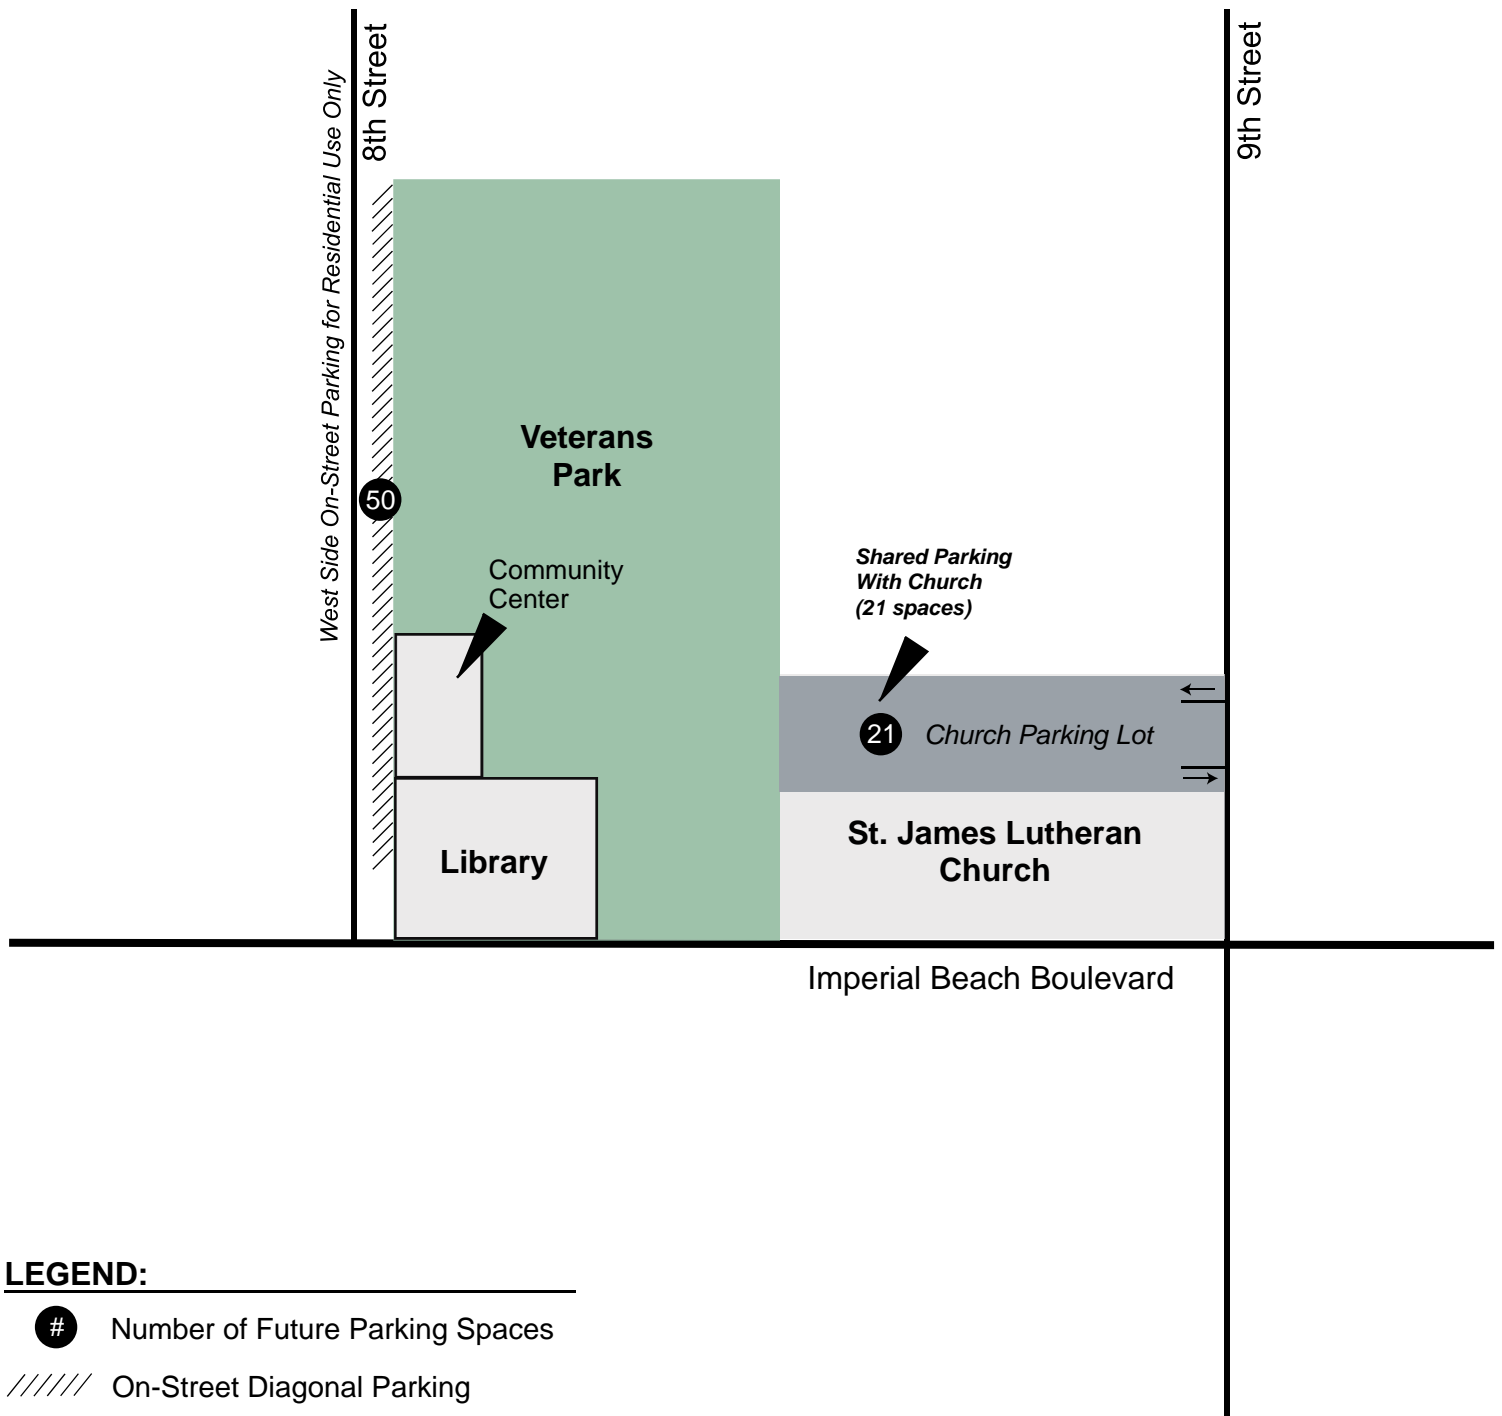 8th Street
9th Street
West Side On-Street Parking for Residential Use Only
Veterans
Park
50
Community
Center
Shared Parking
With Church
(21 spaces)
21
Church Parking Lot
Library
St. James Lutheran
Church
Imperial Beach Boulevard
LEGEND:
# Number of Future Parking Spaces
On-Street Diagonal Parking